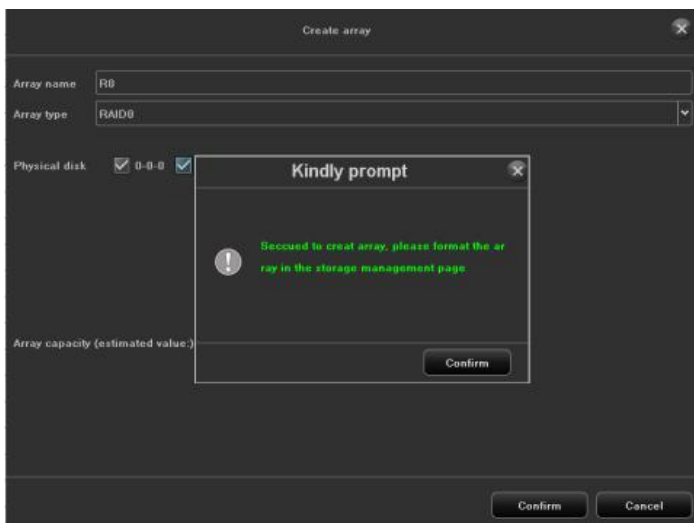 Create array
Array name R0
Array type RAID0
Physical disk 0-0-0
Kindly prompt
Seccued to creat array, please format the ar
ray in the storage management page
Array capacity (estimated value:)
Confirm
Confirm Cancel